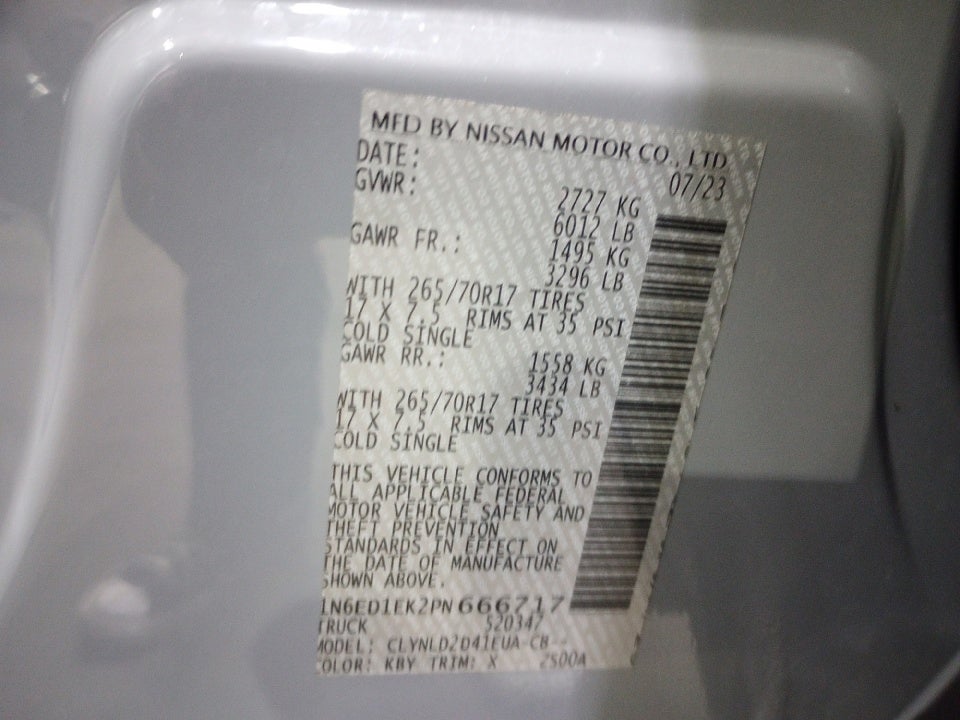 MFD BY NISSAN MOTOR CO., LTD
DATE: 07/23
GVWR: 2727 KG
6012 LB
GAWR FR.: 1495 KG
3296 LB
WITH 265/70R17 TIRES
17 X 7.5 RIMS AT 35 PSI
COLD SINGLE
GAWR RR.: 1558 KG
3434 LB
WITH 265/70R17 TIRES
17 X 7.5 RIMS AT 35 PSI
COLD SINGLE
THIS VEHICLE CONFORMS TO
ALL APPLICABLE FEDERAL
MOTOR VEHICLE SAFETY AND
THEFT PREVENTION
STANDARDS IN EFFECT ON
THE DATE OF MANUFACTURE
SHOWN ABOVE.
1N6ED1EK2PN666717
TRUCK 520347
MODEL: CLYNLD2D41EUA-CB--
COLOR: KBY TRIM: X 2S00A